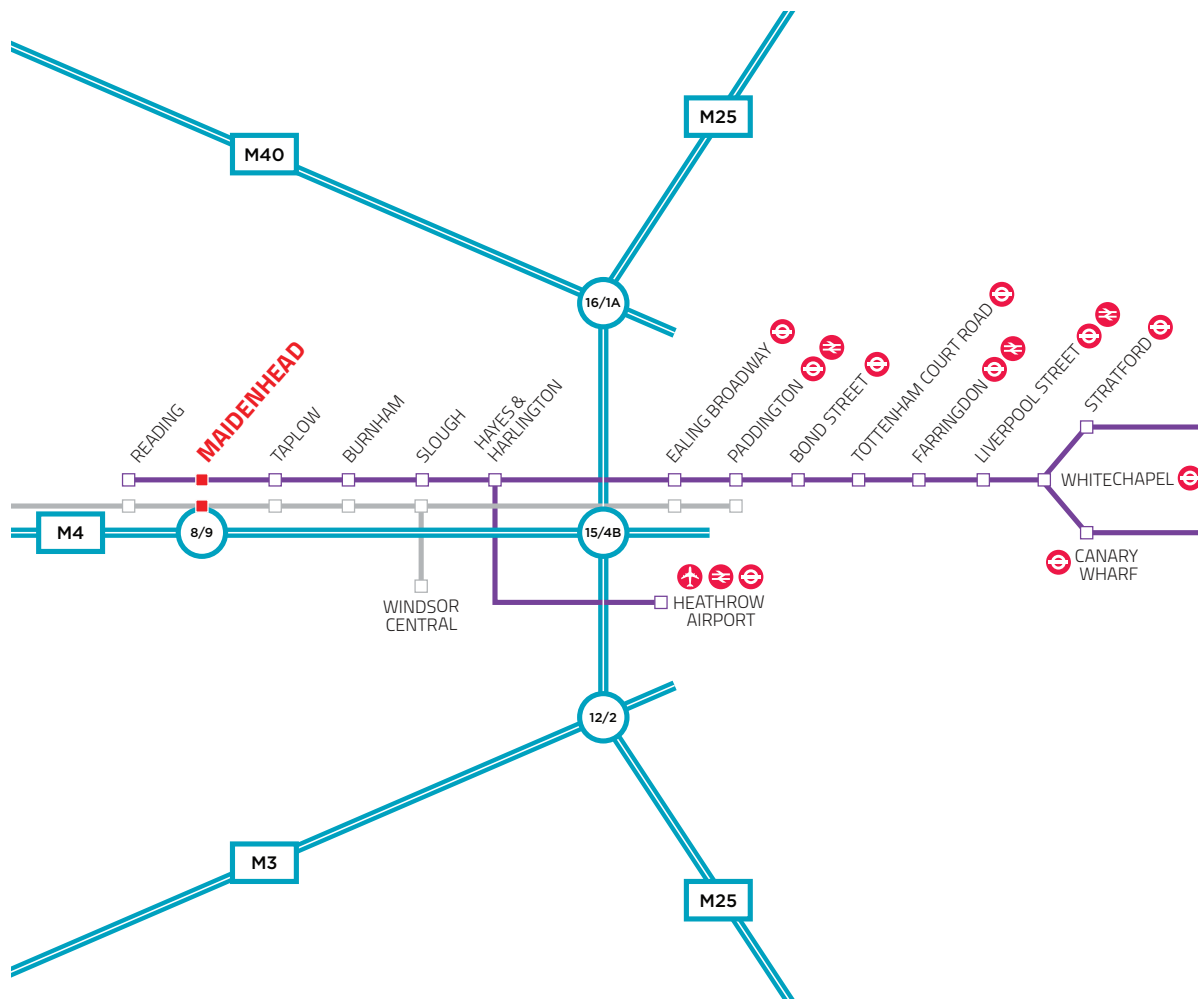 M25
M40
16/1A
READING
MAIDENHEAD
TAPLOW
BURNHAM
SLOUGH
HAYES &
HARLINGTON
EALING BROADWAY
PADDINGTON
BOND STREET
TOTTENHAM COURT ROAD
FARRINGDON
LIVERPOOL STREET
STRATFORD
WHITECHAPEL
M4
8/9
15/4B
CANARY
WHARF
WINDSOR
CENTRAL
HEATHROW
AIRPORT
12/2
M3
M25